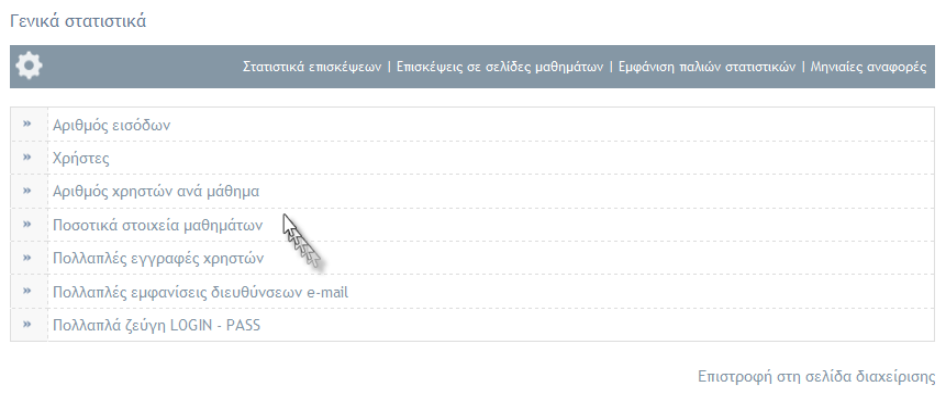 Γενικά στατιστικά
Στατιστικά επισκέψεων | Επισκέψεις σε σελίδες μαθημάτων | Εμφάνιση παλιών στατιστικών | Μηνιαίες αναφορές
» Αριθμός εισόδων
» Χρήστες
» Αριθμός χρηστών ανά μάθημα
» Ποσοτικά στοιχεία μαθημάτων
» Πολλαπλές εγγραφές χρηστών
» Πολλαπλές εμφανίσεις διευθύνσεων e-mail
» Πολλαπλά ζεύγη LOGIN - PASS
Επιστροφή στη σελίδα διαχείρισης